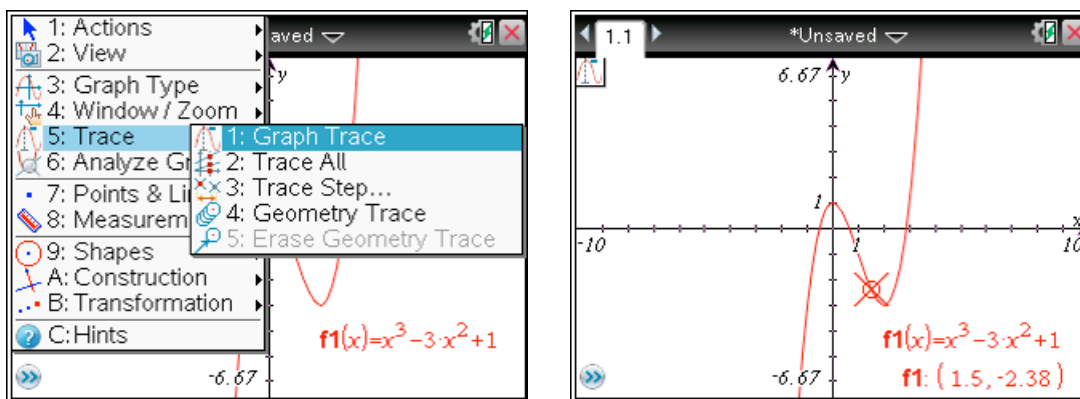 1: Actions
2: View
3: Graph Type
4: Window / Zoom
5: Trace
6: Analyze Gr
7: Points & Li
8: Measurem
9: Shapes
A: Construction
B: Transformation
C: Hints
1: Graph Trace
2: Trace All
3: Trace Step...
4: Geometry Trace
5: Erase Geometry Trace
aved
y
f1(x)=x³-3·x²+1
-6.67
1.1
*Unsaved
6.67
y
1
x
-10
1
10
f1(x)=x³-3·x²+1
-6.67
f1: (1.5,-2.38)